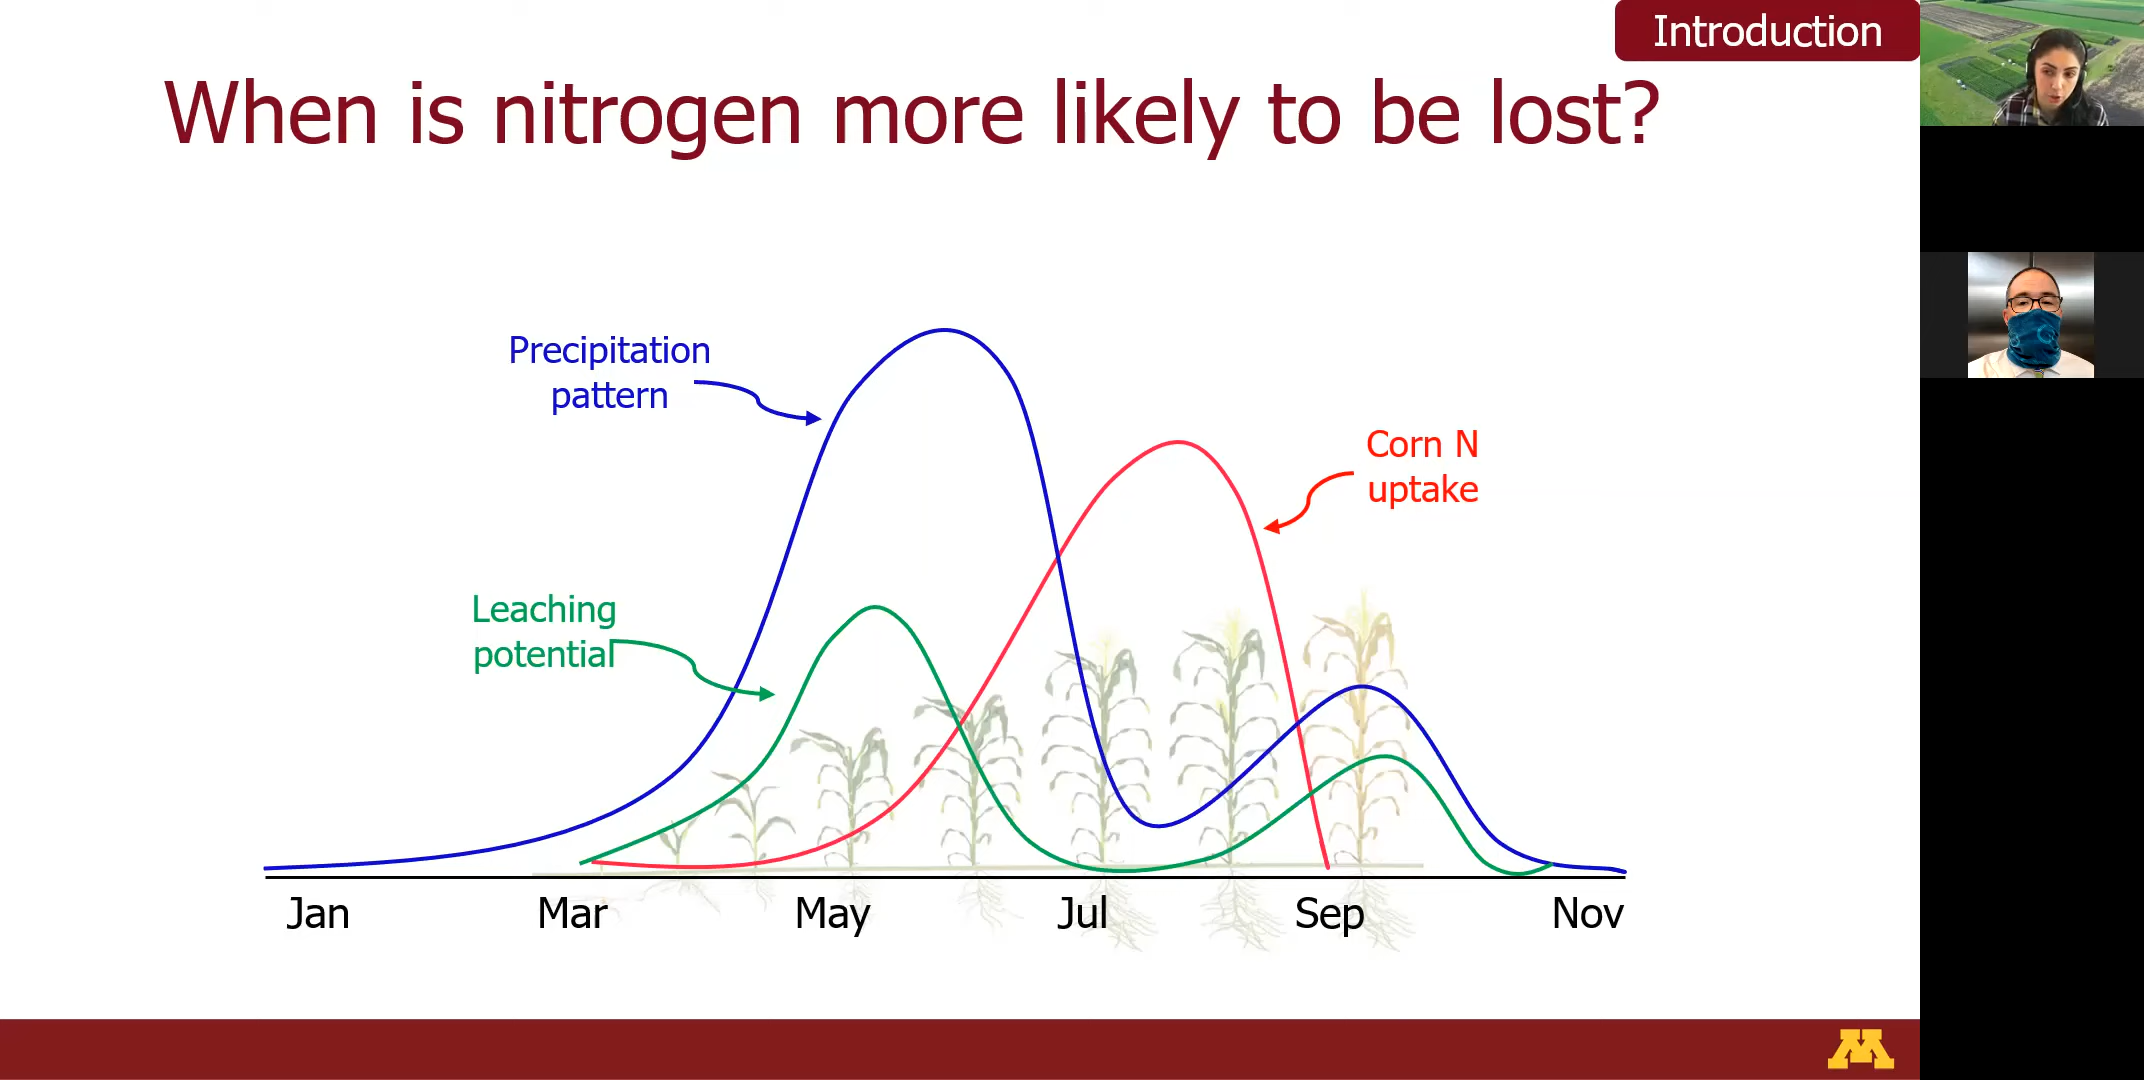 Introduction
When is nitrogen more likely to be lost?
Precipitation
pattern
Corn N
uptake
Leaching
potential
Jan Mar May Jul Sep Nov
M